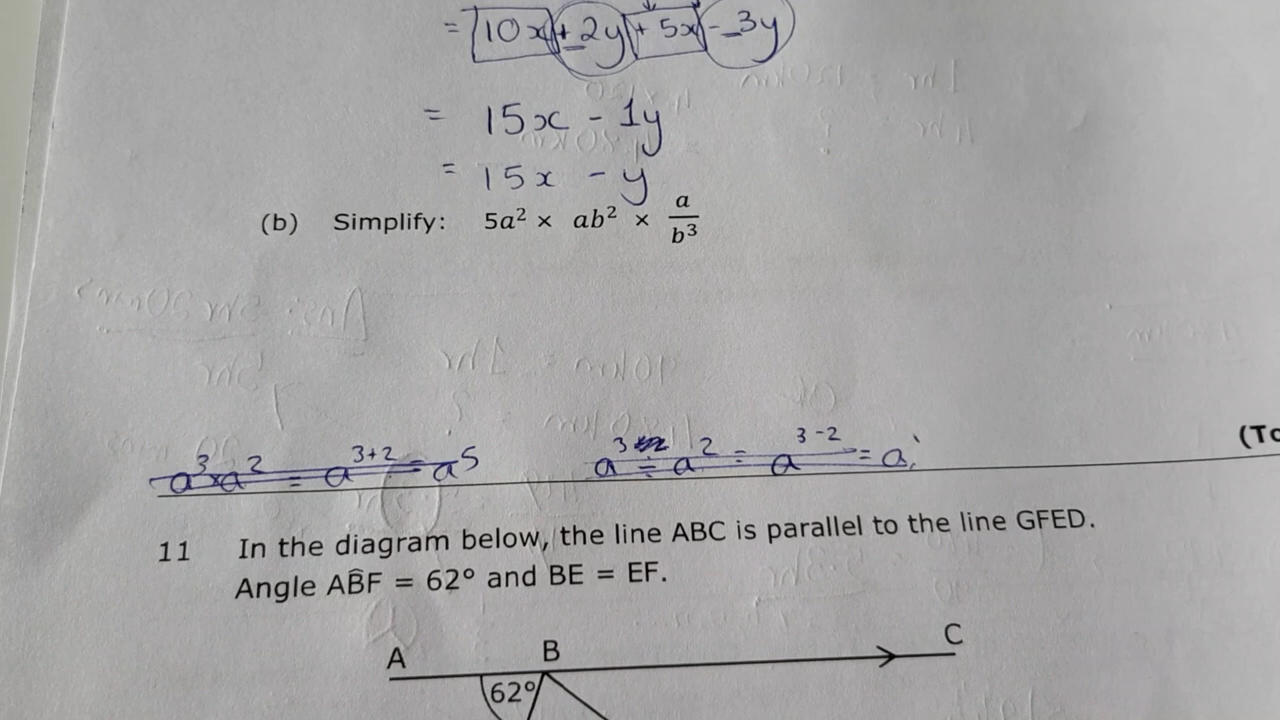 = 10x + 2y + 5x - 3y
= 15x - 1y
= 15x - y
(b) Simplify: 5a² × ab² × a/b³
a³×a² = a³⁺² = a⁵ a³ ÷ a² = a³⁻² = a¹
(To
11 In the diagram below, the line ABC is parallel to the line GFED.
Angle AB̂F = 62° and BE = EF.
A B C
62°